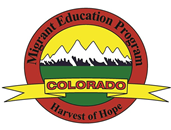 Migrant Education Program
COLORADO
Harvest of Hope